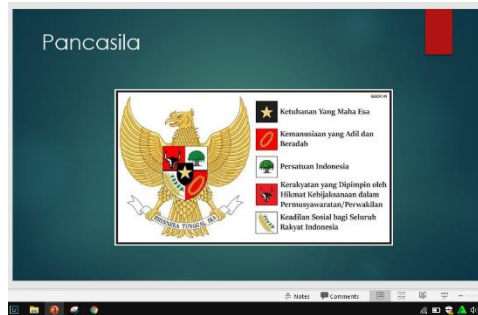 Pancasila
Ketuhanan Yang Maha Esa
Kemanusiaan yang Adil dan
Beradab
Persatuan Indonesia
Kerakyatan yang Dipimpin oleh
Hikmat Kebijaksanaan dalam
Permusyawaratan/Perwakilan
Keadilan Sosial bagi Seluruh
Rakyat Indonesia
BHINNEKA TUNGGAL IKA
Notes Comments